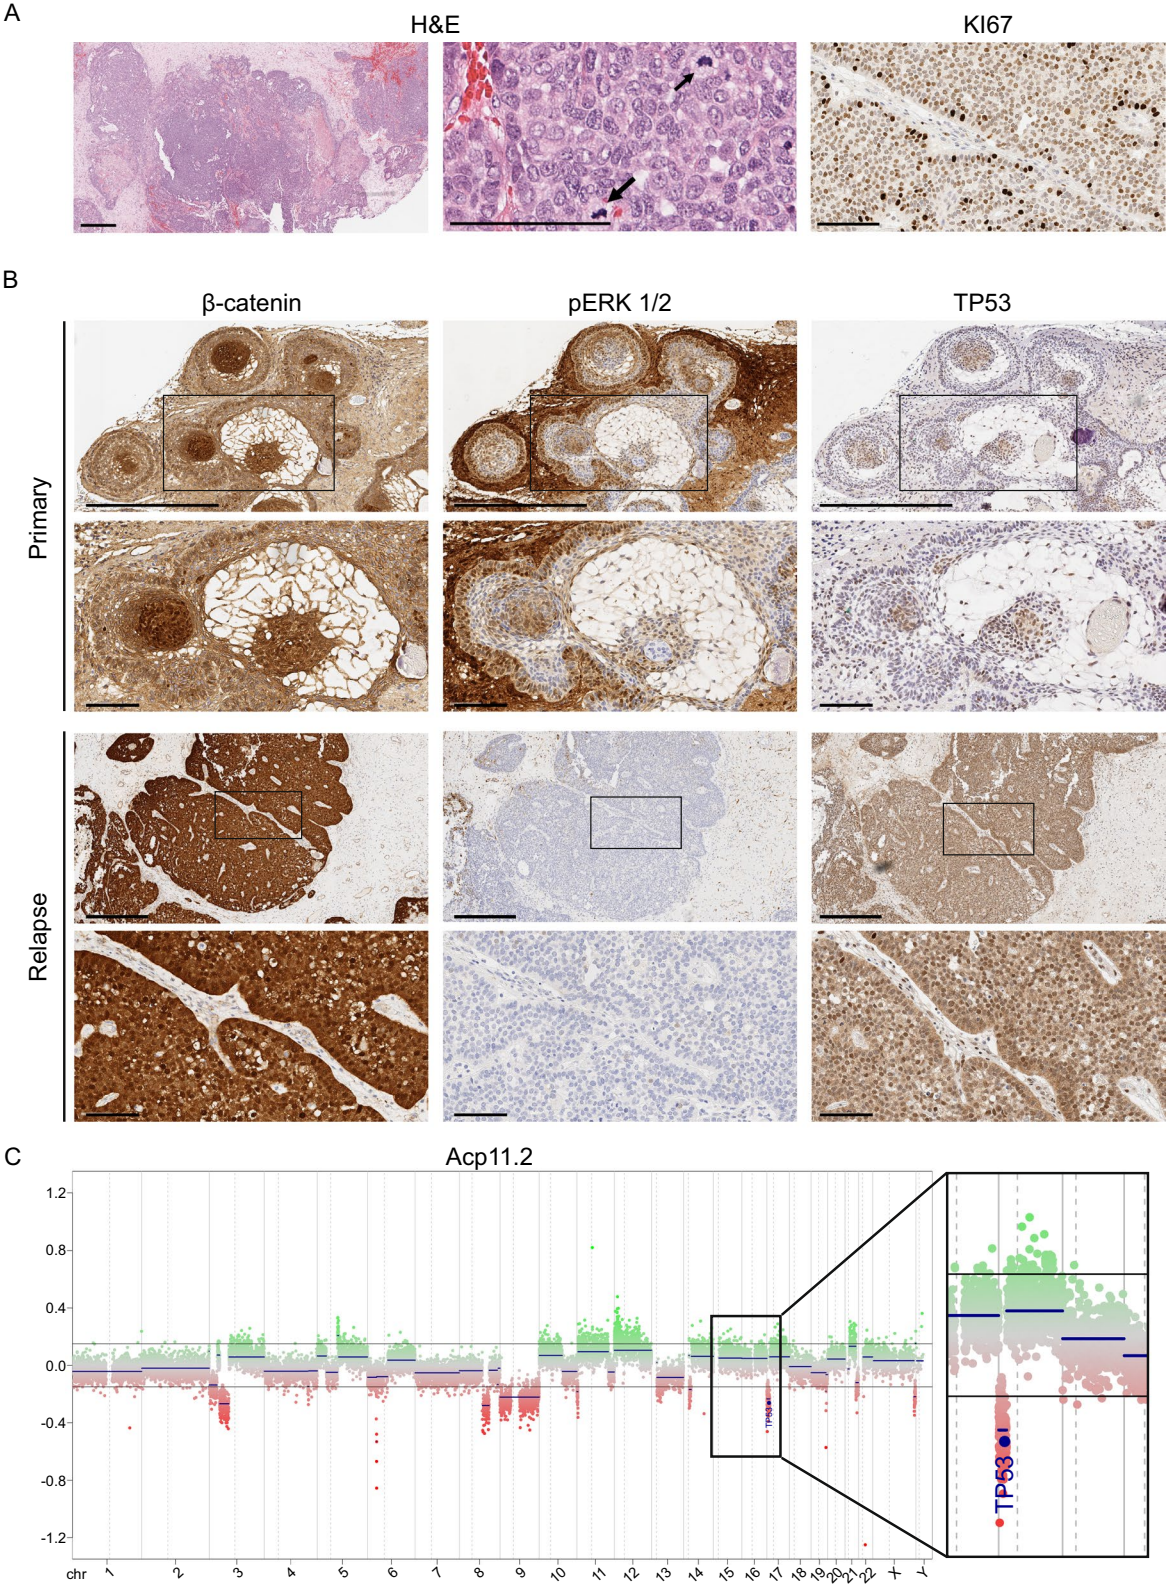 A
H&E
KI67
B
β-catenin
pERK 1/2
TP53
Primary
Relapse
C
Acp11.2
1.2
0.8
0.4
0.0
-0.4
-0.8
-1.2
TP53
TP53
chr 1 2 3 4 5 6 7 8 9 10 11 12 13 14 15 16 17 18 19 20 21 22 X Y